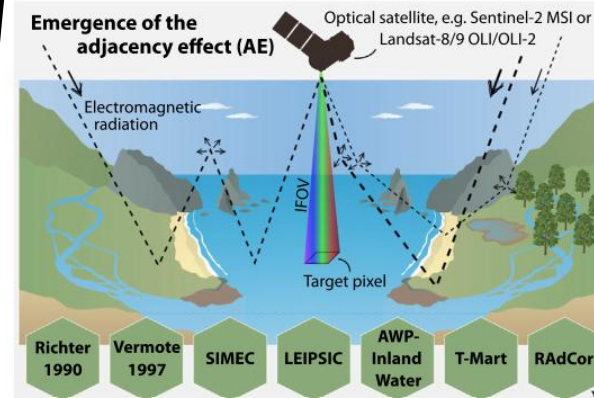 Emergence of the
adjacency effect (AE)
Optical satellite, e.g. Sentinel-2 MSI or
Landsat-8/9 OLI/OLI-2
Electromagnetic
radiation
IFOV
Target pixel
Richter
1990
Vermote
1997
SIMEC
LEIPSIC
AWP-
Inland
Water
T-Mart
RAdCor